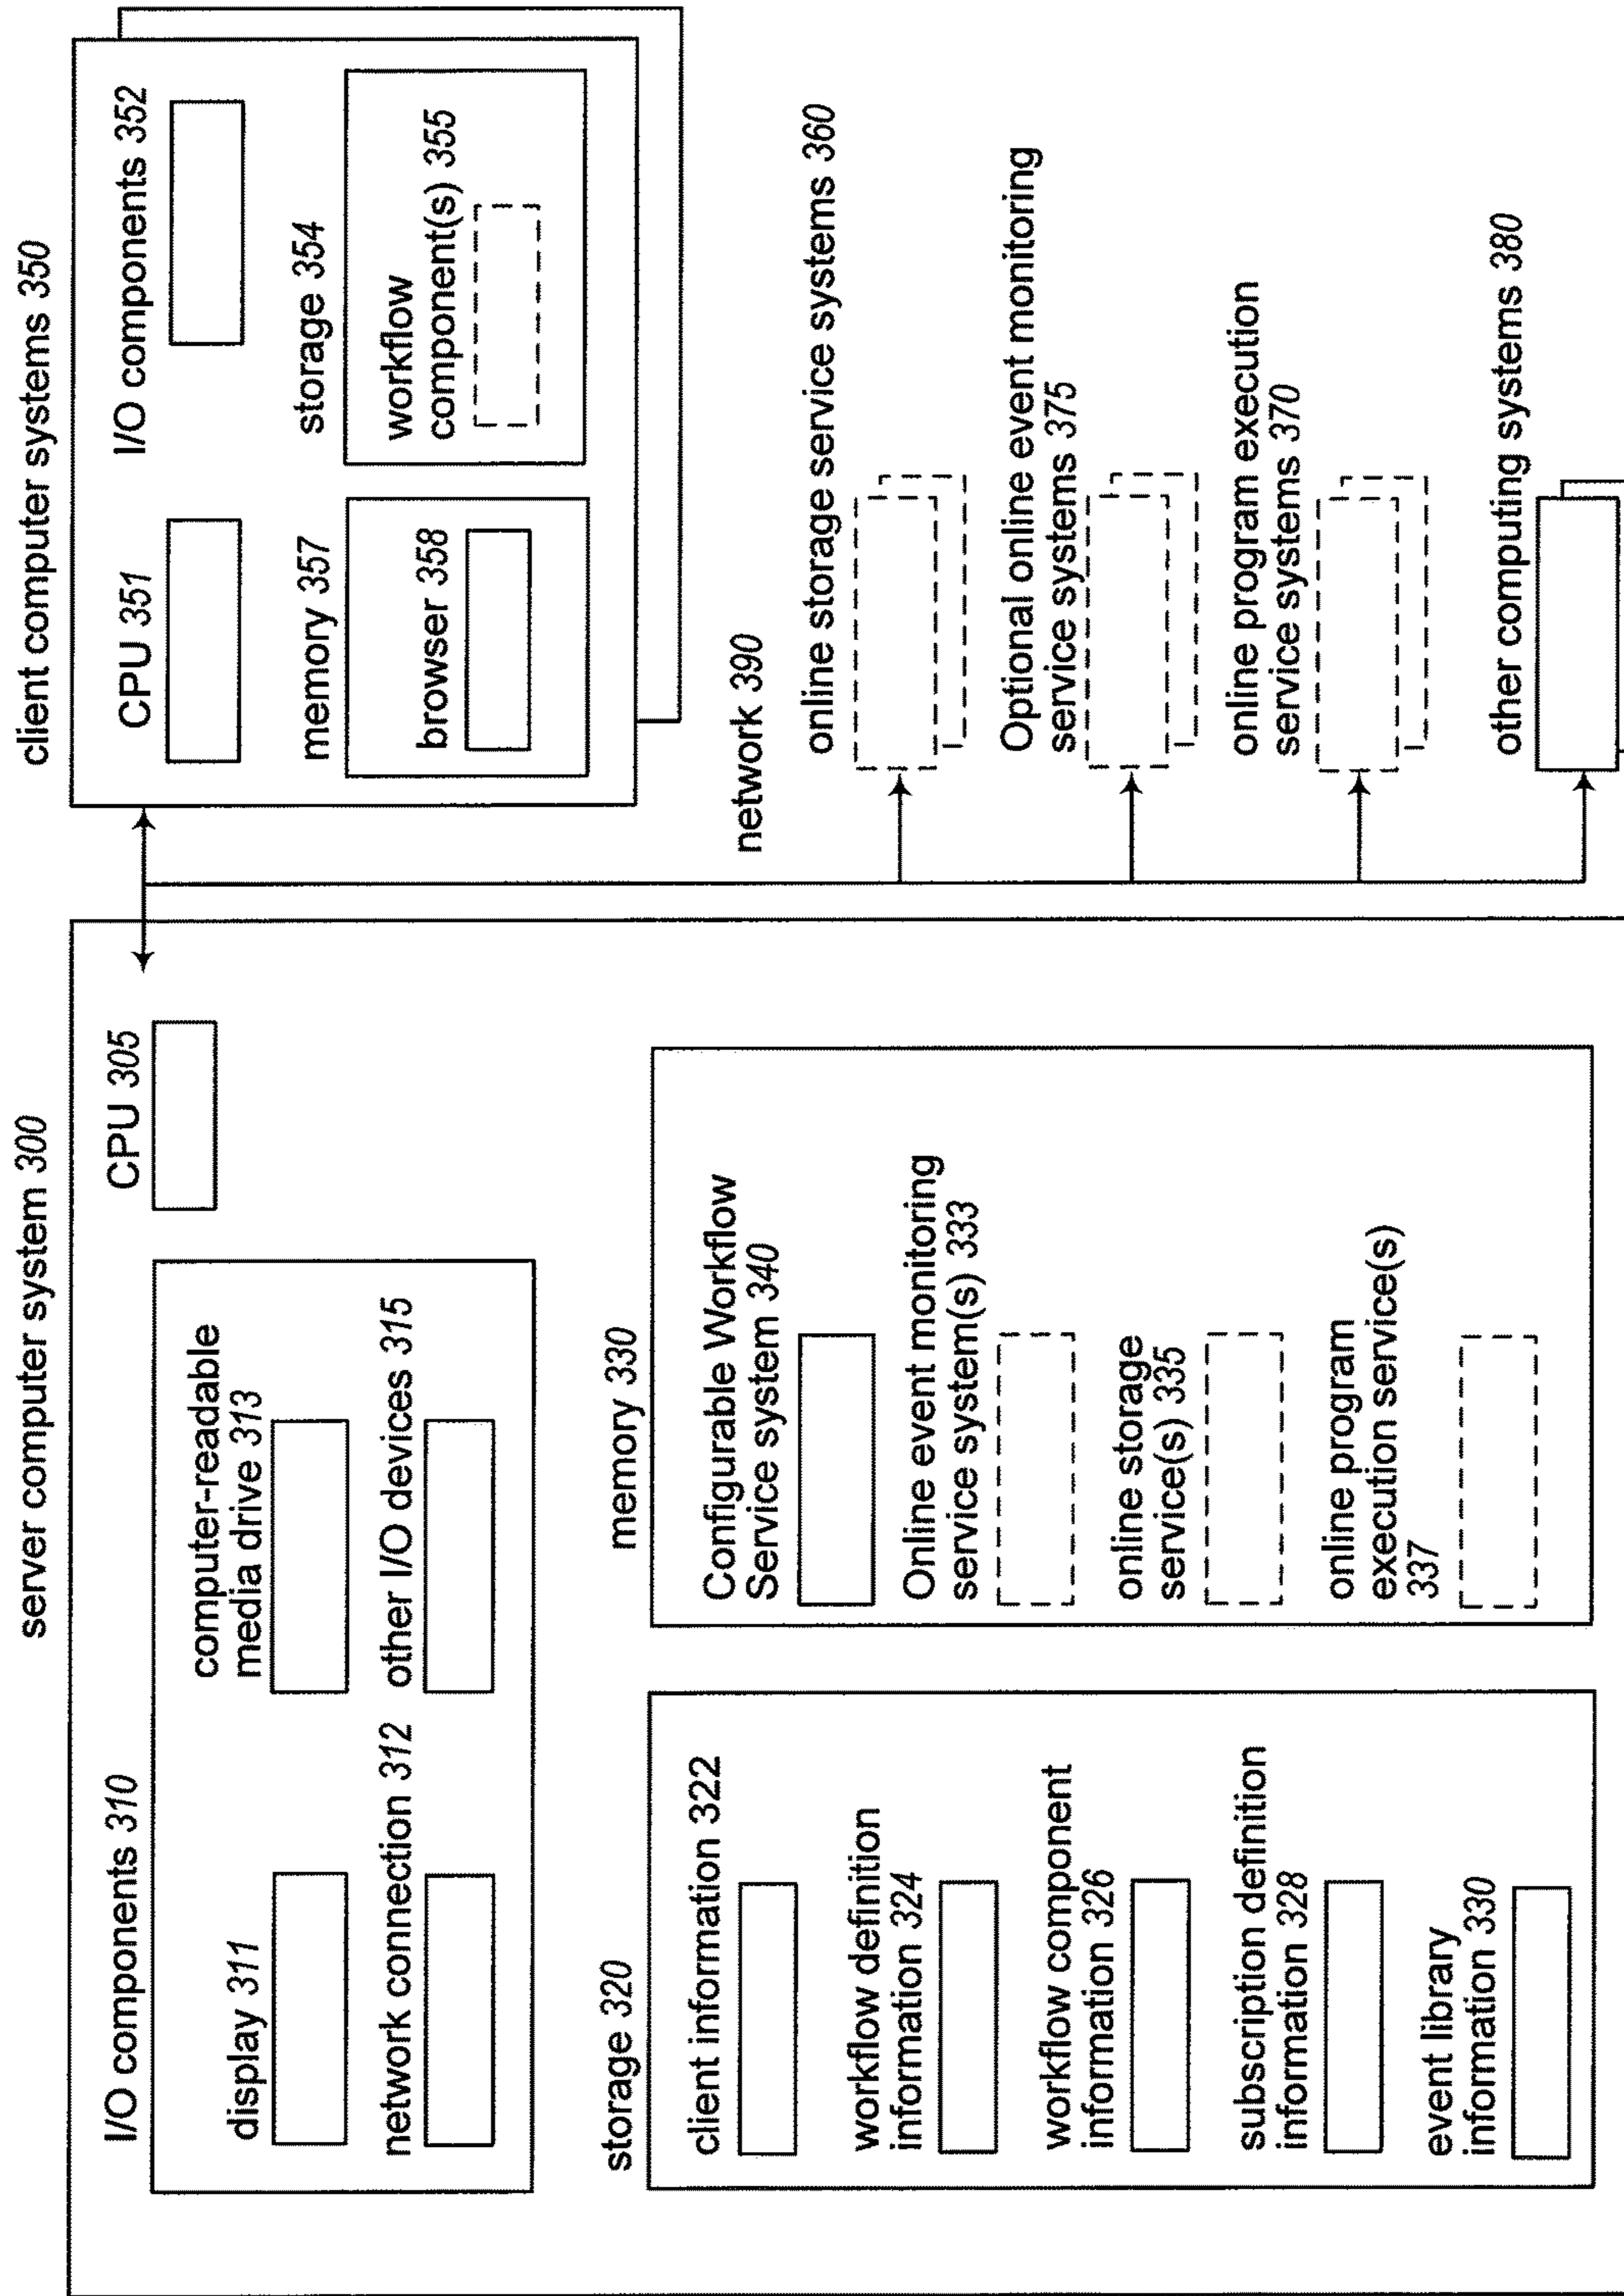 server computer system 300
I/O components 310
display 311
network connection 312
computer-readable
media drive 313
other I/O devices 315
CPU 305
storage 320
client information 322
workflow definition
information 324
workflow component
information 326
subscription definition
information 328
event library
information 330
memory 330
Configurable Workflow
Service system 340
Online event monitoring
service system(s) 333
online storage
service(s) 335
online program
execution service(s)
337
client computer systems 350
CPU 351
I/O components 352
memory 357
browser 358
storage 354
workflow
component(s) 355
network 390
online storage service systems 360
Optional online event monitoring
service systems 375
online program execution
service systems 370
other computing systems 380